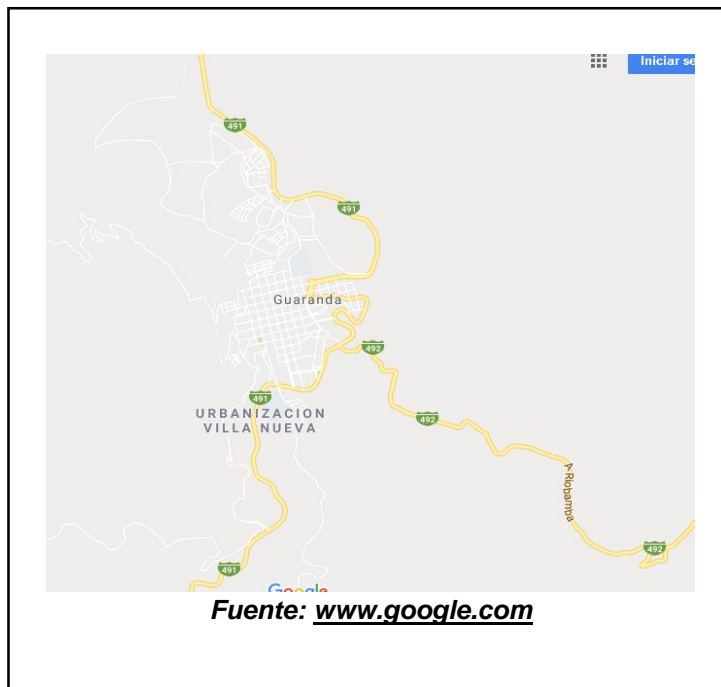 Iniciar se
491
491
Guaranda
492
491
URBANIZACION
VILLA NUEVA
492
A Riobamba
492
491
Google
Fuente: www.google.com